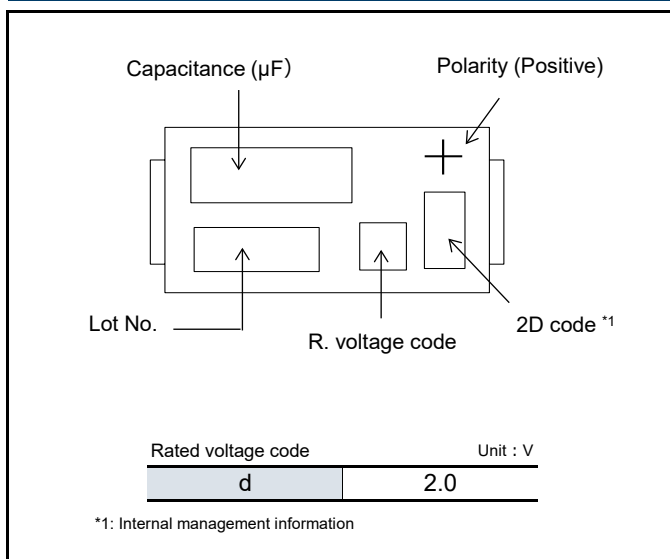 Capacitance (µF）
Polarity (Positive)
+
Lot No.
R. voltage code
2D code *1
Rated voltage code Unit：V
d 2.0
*1: Internal management information